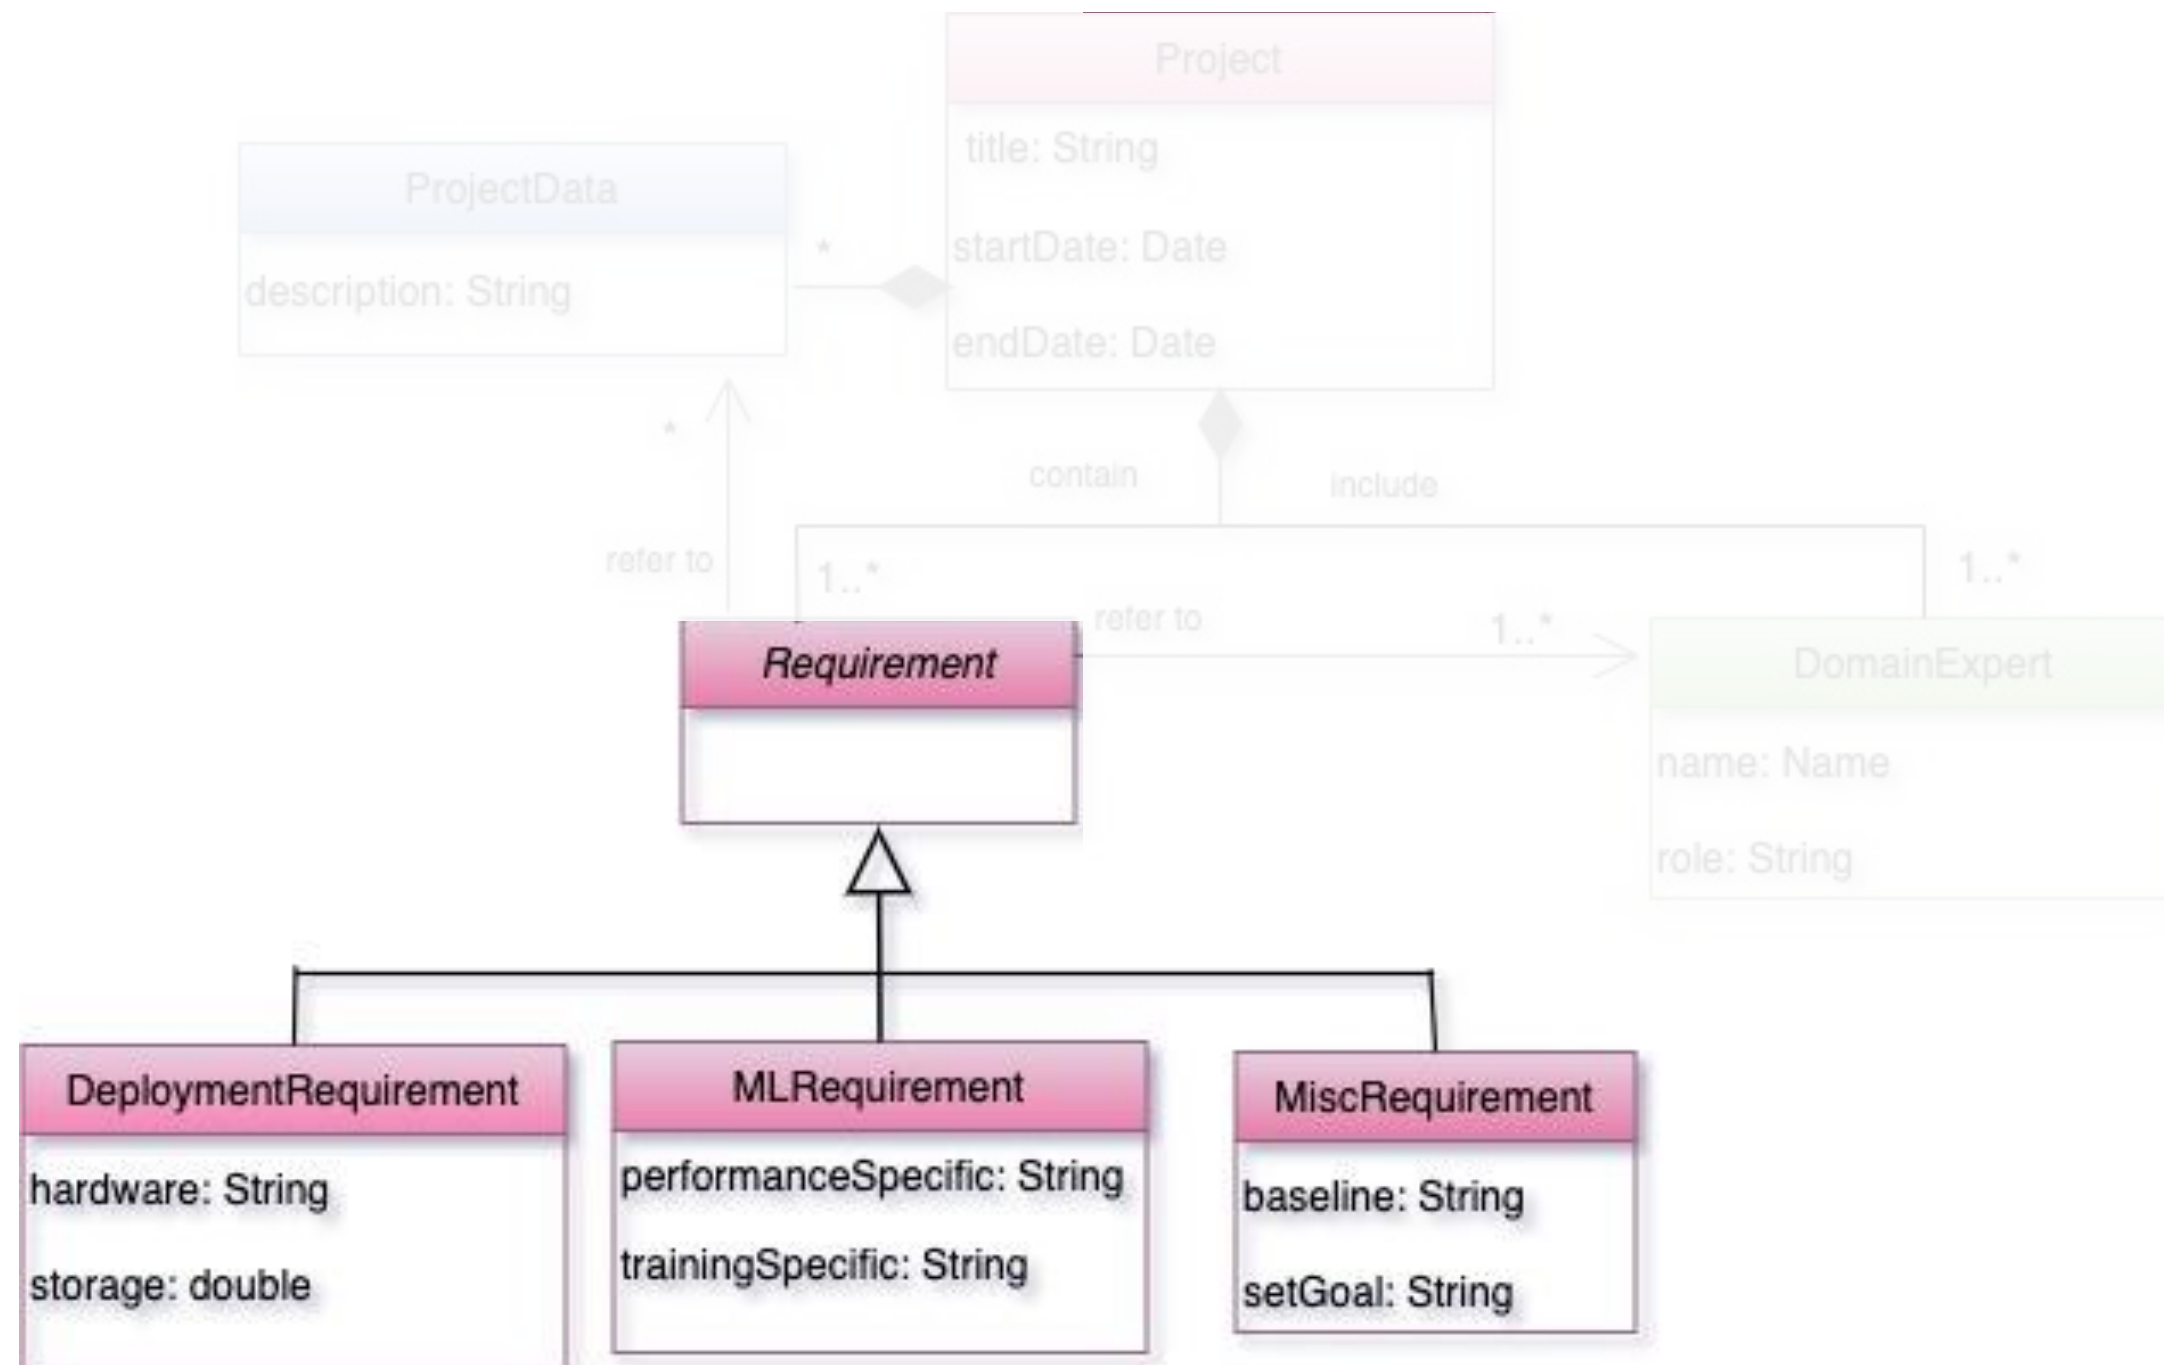 Project
title: String
startDate: Date
endDate: Date
ProjectData
description: String
*
*
contain
include
refer to
1..*
1..*
refer to
1..*
Requirement
DomainExpert
name: Name
role: String
DeploymentRequirement
hardware: String
storage: double
MLRequirement
performanceSpecific: String
trainingSpecific: String
MiscRequirement
baseline: String
setGoal: String